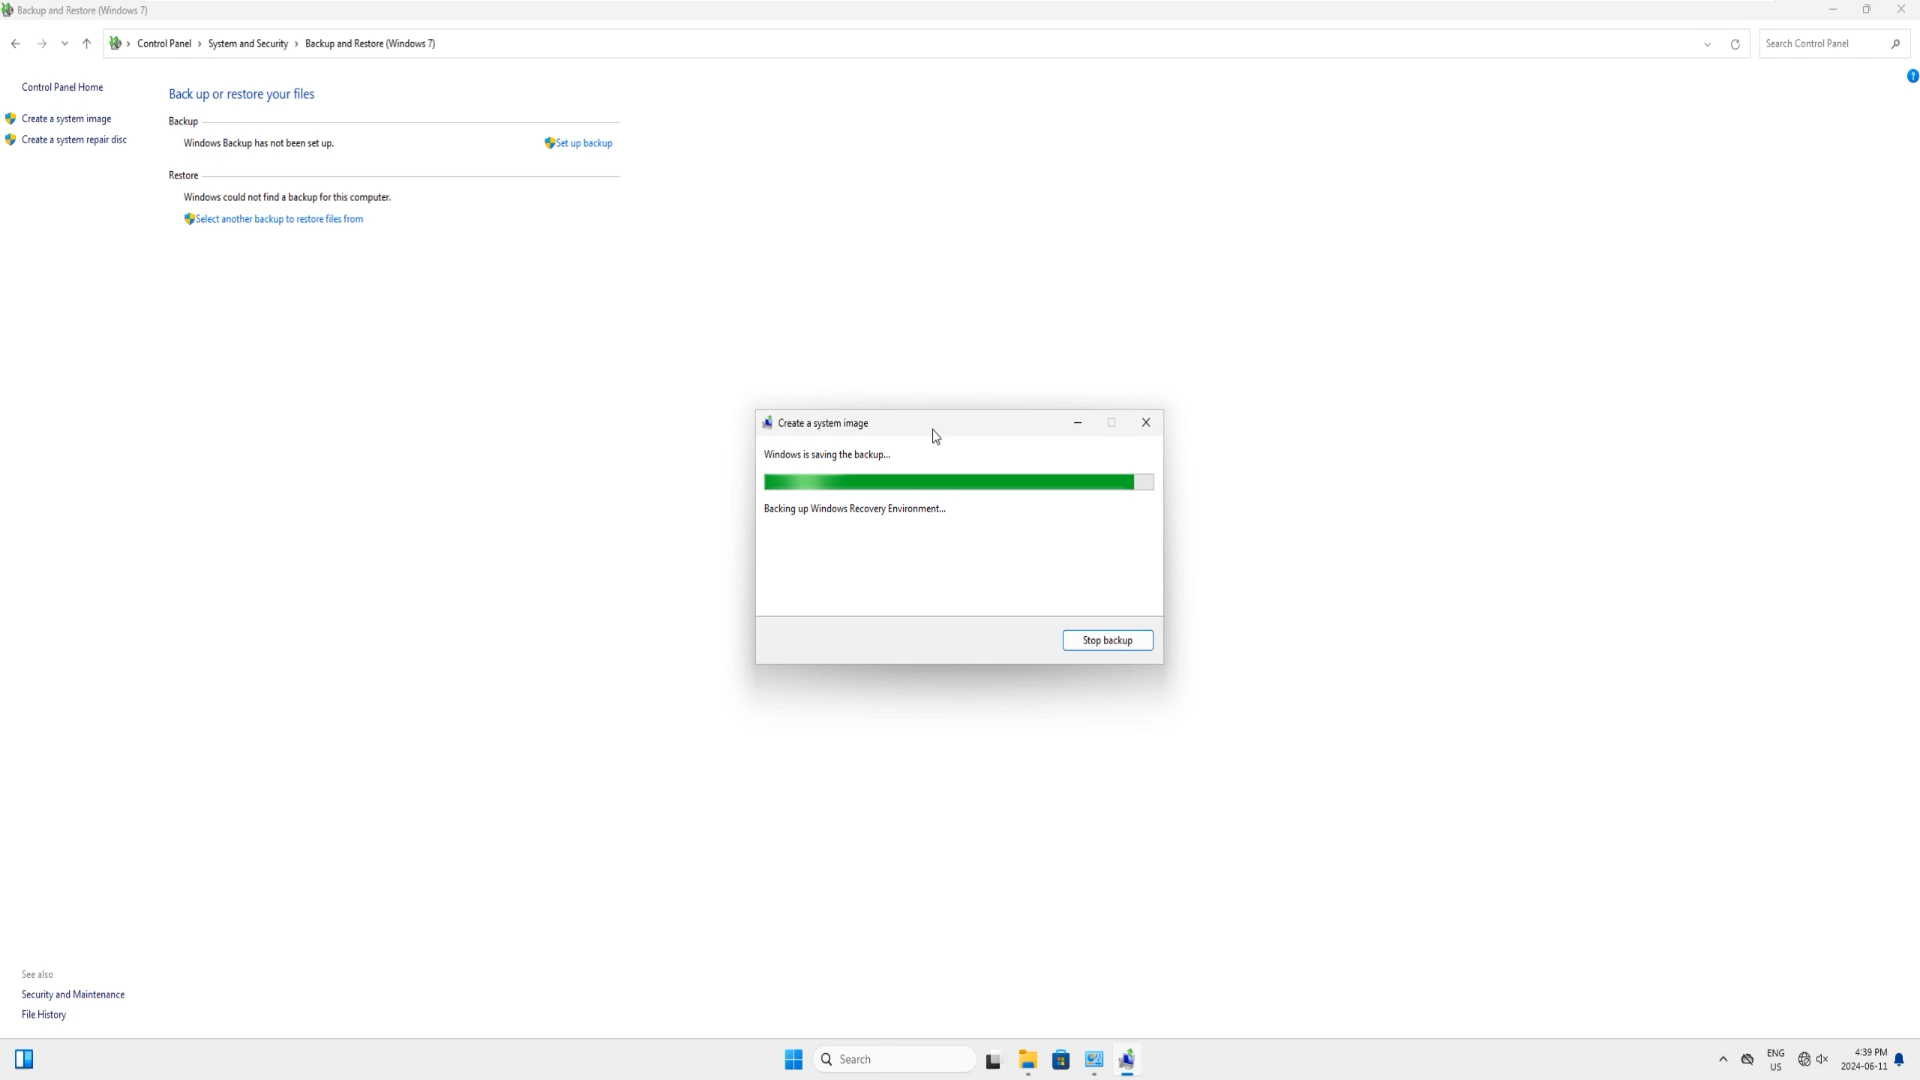 Backup and Restore (Windows 7)
Control Panel › System and Security › Backup and Restore (Windows 7)
Search Control Panel
Control Panel Home
Create a system image
Create a system repair disc
Back up or restore your files
Backup
Windows Backup has not been set up.
Set up backup
Restore
Windows could not find a backup for this computer.
Select another backup to restore files from
Create a system image
Windows is saving the backup...
Backing up Windows Recovery Environment...
Stop backup
See also
Security and Maintenance
File History
Search
ENG
US
4:39 PM
2024-06-11